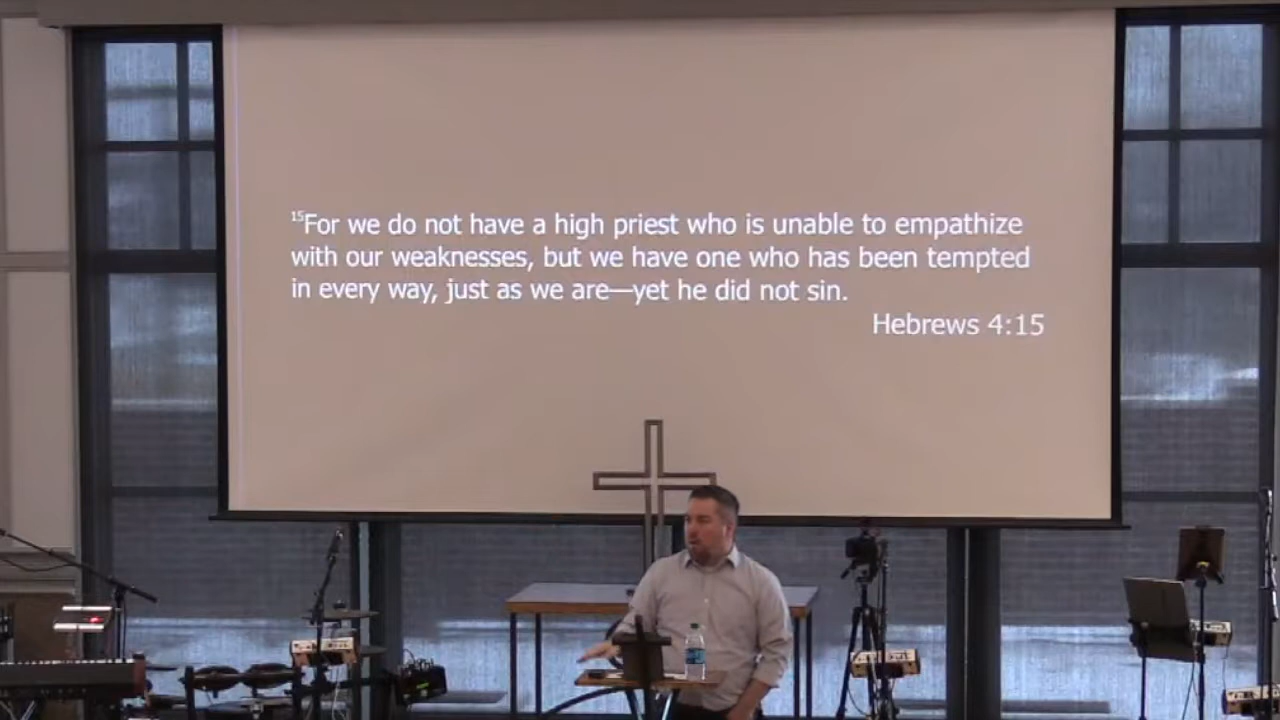 ¹⁵For we do not have a high priest who is unable to empathize
with our weaknesses, but we have one who has been tempted
in every way, just as we are—yet he did not sin.
Hebrews 4:15